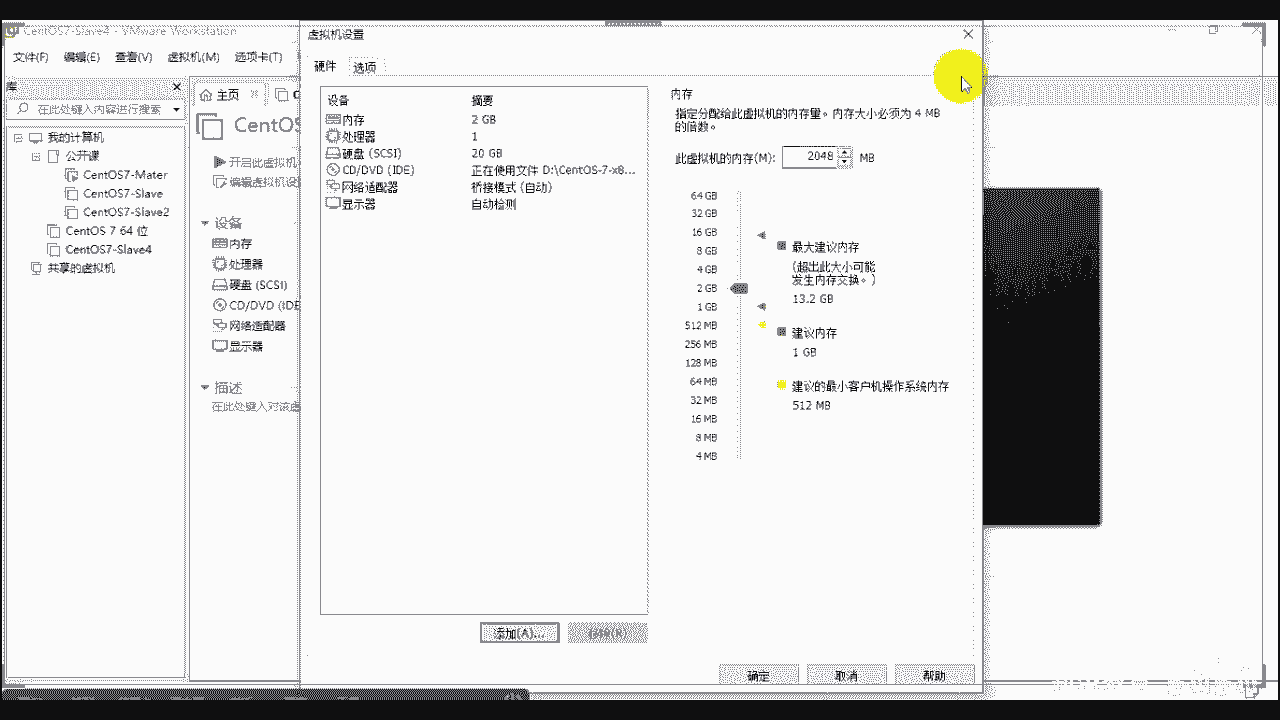 CentOS7-Slave4 - VMware Workstation
文件(F) 编辑(E) 查看(V) 虚拟机(M) 选项卡(T)
库
在此处键入内容进行搜索
我的计算机
公开课
CentOS7-Mater
CentOS7-Slave
CentOS7-Slave2
CentOS 7 64 位
CentOS7-Slave4
共享的虚拟机
主页
CentOS
开启此虚拟机
编辑虚拟机设
设备
内存
处理器
硬盘 (SCSI)
CD/DVD (IDE
网络适配器
显示器
描述
在此处键入对该虚
虚拟机设置
硬件 选项
设备 摘要
内存 2 GB
处理器 1
硬盘 (SCSI) 20 GB
CD/DVD (IDE) 正在使用文件 D:\CentOS-7-x8...
网络适配器 桥接模式 (自动)
显示器 自动检测
添加(A)...
内存
指定分配给此虚拟机的内存量。内存大小必须为 4 MB
的倍数。
此虚拟机的内存(M): 2048 MB
64 GB
32 GB
16 GB
8 GB
4 GB
2 GB
1 GB
512 MB
256 MB
128 MB
64 MB
32 MB
16 MB
8 MB
4 MB
最大建议内存
(超出此大小可能
发生内存交换。)
13.2 GB
建议内存
1 GB
建议的最小客户机操作系统内存
512 MB
确定 取消 帮助